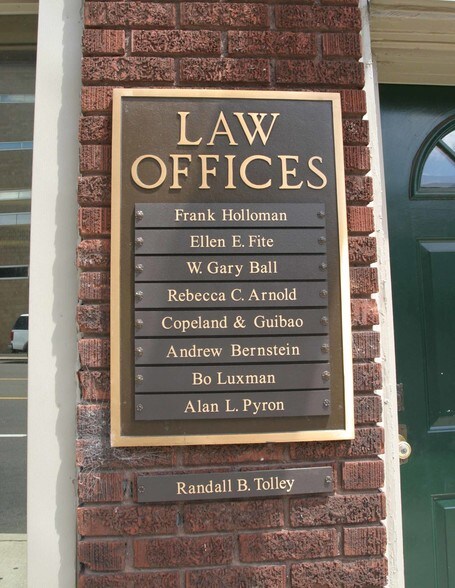 LAW
OFFICES
Frank Holloman
Ellen E. Fite
W. Gary Ball
Rebecca C. Arnold
Copeland & Guibao
Andrew Bernstein
Bo Luxman
Alan L. Pyron
Randall B. Tolley